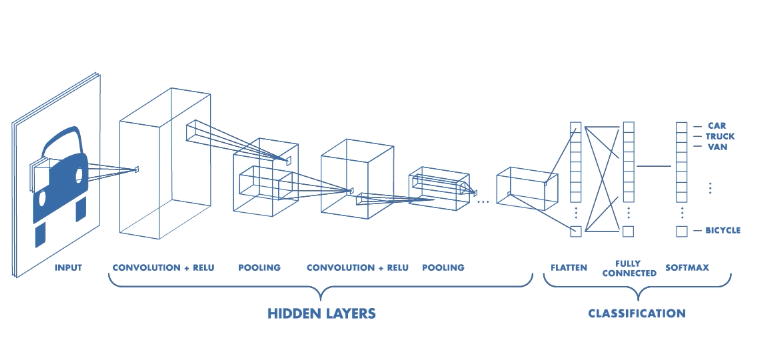 CAR
TRUCK
VAN
BICYCLE
INPUT
CONVOLUTION + RELU
POOLING
CONVOLUTION + RELU
POOLING
FLATTEN
FULLY
CONNECTED
SOFTMAX
HIDDEN LAYERS
CLASSIFICATION